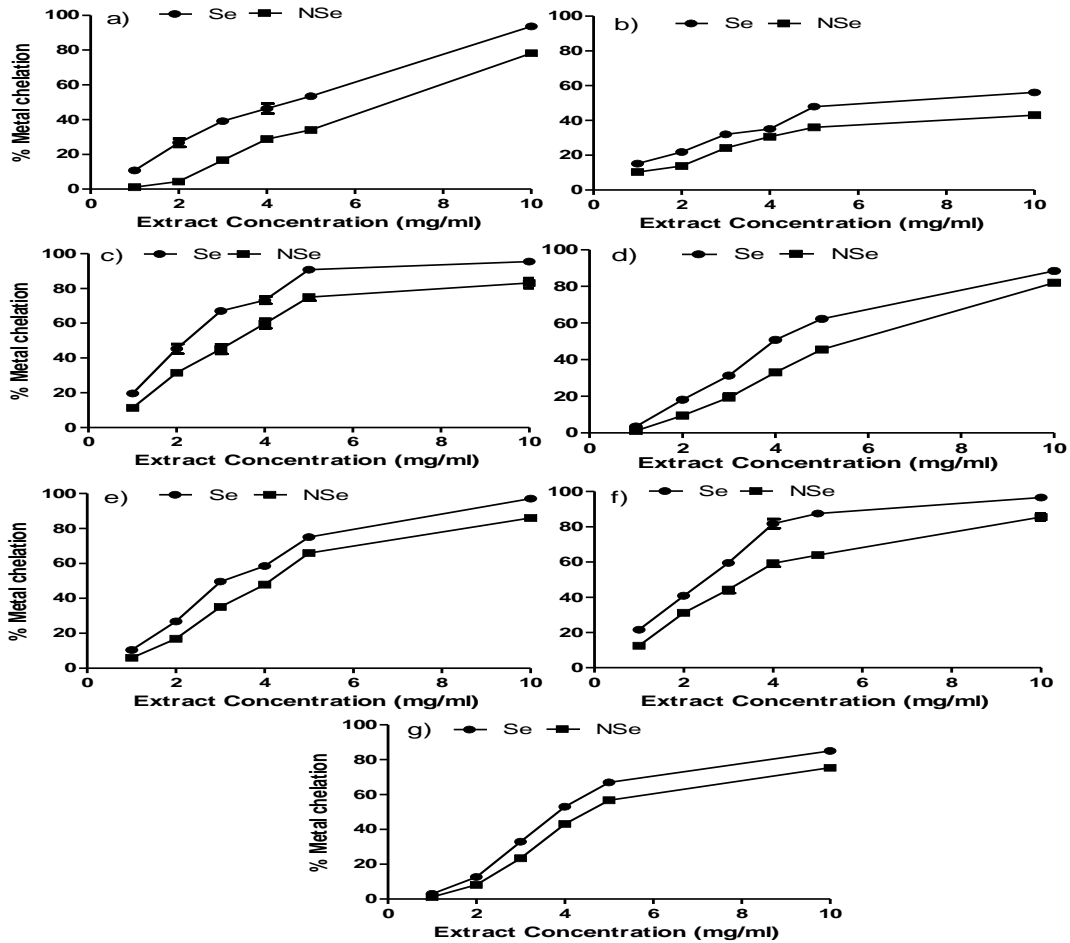 a) Se NSe
% Metal chelation
100
80
60
40
20
0
0 2 4 6 8 10
Extract Concentration (mg/ml)
b) Se NSe
100
80
60
40
20
0
0 2 4 6 8 10
Extract Concentration (mg/ml)
c) Se NSe
% Metal chelation
100
80
60
40
20
0
0 2 4 6 8 10
Extract Concentration (mg/ml)
d) Se NSe
100
80
60
40
20
0
0 2 4 6 8 10
Extract Concentration (mg/ml)
e) Se NSe
% Metal chelation
100
80
60
40
20
0
0 2 4 6 8 10
Extract Concentration (mg/ml)
f) Se NSe
100
80
60
40
20
0
0 2 4 6 8 10
Extract Concentration (mg/ml)
g) Se NSe
% Metal chelation
100
80
60
40
20
0
0 2 4 6 8 10
Extract Concentration (mg/ml)